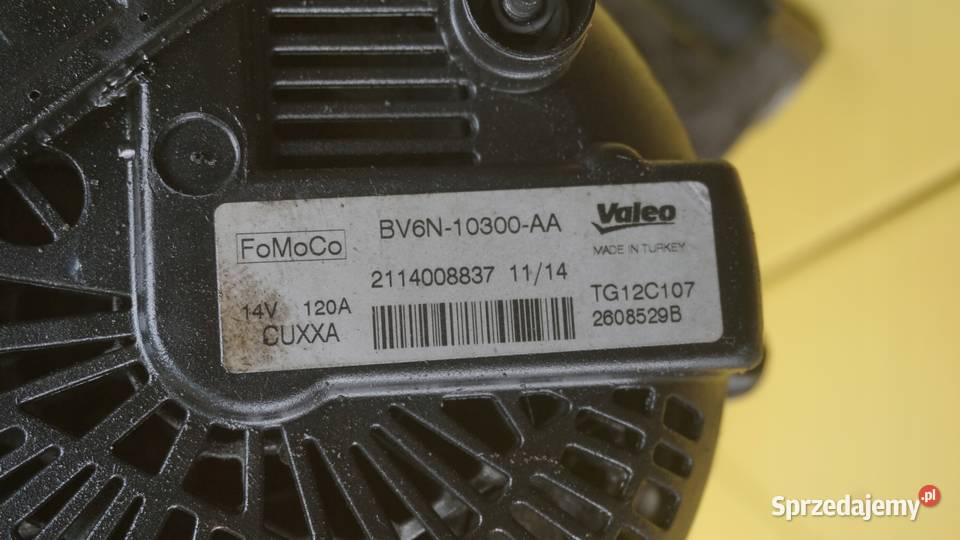 FoMoCo
14V 120A
CUXXA
BV6N-10300-AA
2114008837 11/14
Valeo
MADE IN TURKEY
TG12C107
2608529B
Sprzedajemy.pl